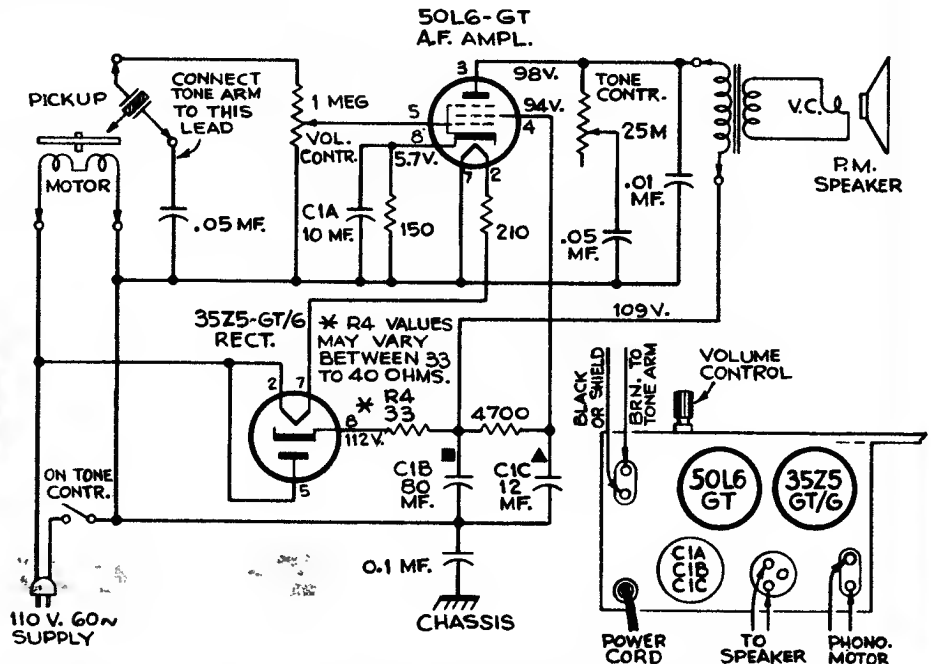 50L6-GT
A.F. AMPL.
3
98V.
CONNECT
TONE ARM
TO THIS
LEAD
PICKUP
1 MEG
VOL.
CONTR.
5
8
5.7V.
94V.
4
7
2
TONE
CONTR.
25M
V.C.
P.M.
SPEAKER
MOTOR
.05 MF.
C1A
10 MF.
150
210
.05
MF.
.01
MF.
109V.
35Z5-GT/G
RECT.
* R4 VALUES
MAY VARY
BETWEEN 33
TO 40 OHMS.
2
7
* R4
33
8
112V.
5
4700
C1B
80
MF.
C1C
12
MF.
ON TONE
CONTR.
0.1 MF.
CHASSIS
110 V. 60~
SUPPLY
BLACK
OR SHIELD
BRN. TO
TONE ARM
VOLUME
CONTROL
50L6
GT
35Z5
GT/G
C1A
C1B
C1C
POWER
CORD
TO
SPEAKER
PHONO.
MOTOR